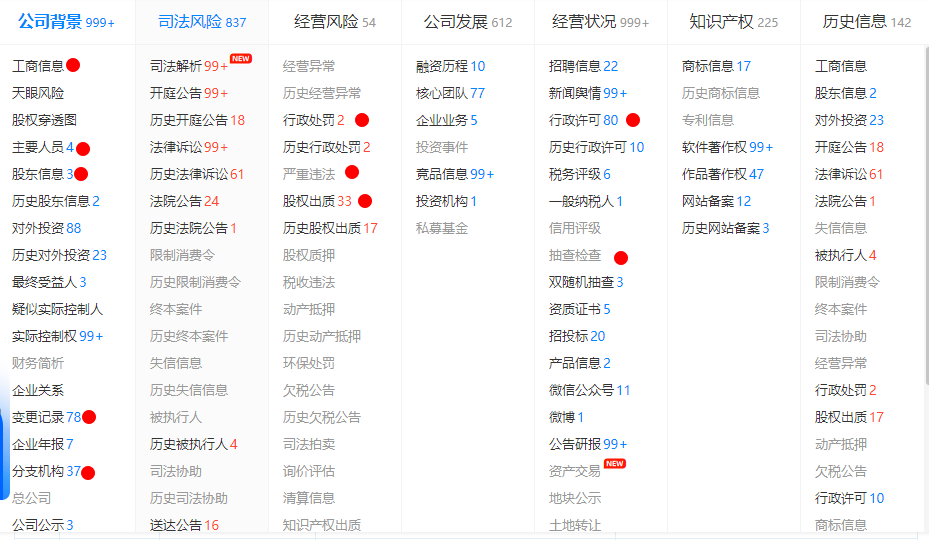 公司背景 999+
工商信息
天眼风险
股权穿透图
主要人员 4
股东信息 3
历史股东信息 2
对外投资 88
历史对外投资 23
最终受益人 3
疑似实际控制人
实际控制权 99+
财务简析
企业关系
变更记录 78
企业年报 7
分支机构 37
总公司
公司公示 3
司法风险 837
司法解析 99+ NEW
开庭公告 99+
历史开庭公告 18
法律诉讼 99+
历史法律诉讼 61
法院公告 24
历史法院公告 1
限制消费令
历史限制消费令
终本案件
历史终本案件
失信信息
历史失信信息
被执行人
历史被执行人 4
司法协助
历史司法协助
送达公告 16
经营风险 54
经营异常
历史经营异常
行政处罚 2
历史行政处罚 2
严重违法
股权出质 33
历史股权出质 17
股权质押
税收违法
动产抵押
历史动产抵押
环保处罚
欠税公告
历史欠税公告
司法拍卖
询价评估
清算信息
知识产权出质
公司发展 612
融资历程 10
核心团队 77
企业业务 5
投资事件
竞品信息 99+
投资机构 1
私募基金
经营状况 999+
招聘信息 22
新闻舆情 99+
行政许可 80
历史行政许可 10
税务评级 6
一般纳税人 1
信用评级
抽查检查
双随机抽查 3
资质证书 5
招投标 20
产品信息 2
微信公众号 11
微博 1
公告研报 99+
资产交易 NEW
地块公示
土地转让
知识产权 225
商标信息 17
历史商标信息
专利信息
软件著作权 99+
作品著作权 47
网站备案 12
历史网站备案 3
历史信息 142
工商信息
股东信息 2
对外投资 23
开庭公告 18
法律诉讼 61
法院公告 1
失信信息
被执行人 4
限制消费令
终本案件
司法协助
经营异常
行政处罚 2
股权出质 17
动产抵押
欠税公告
行政许可 10
商标信息